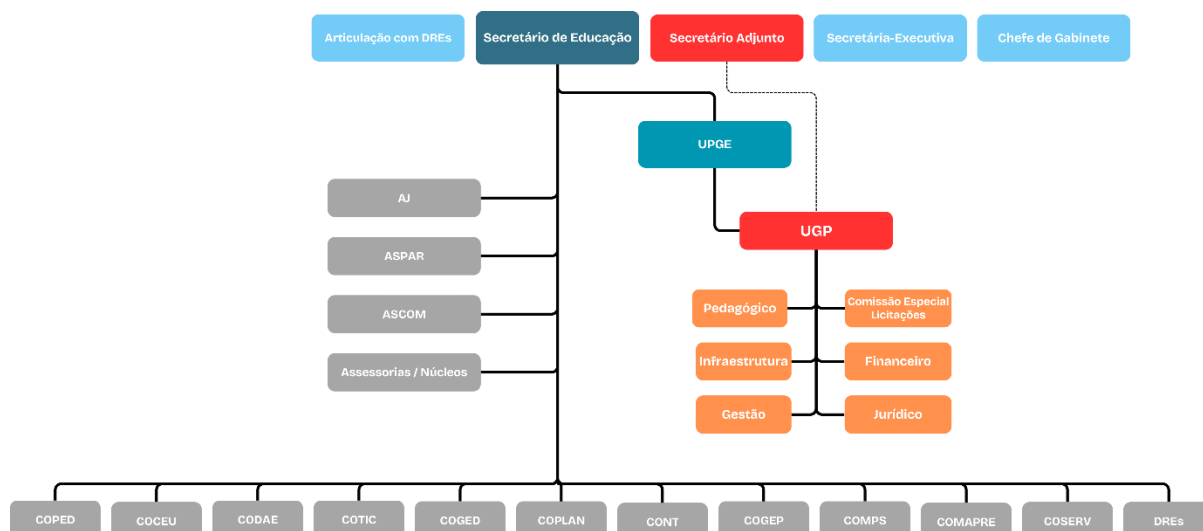 Articulação com DREs
Secretário de Educação
Secretário Adjunto
Secretária-Executiva
Chefe de Gabinete
UPGE
AJ
UGP
ASPAR
Pedagógico
Comissão Especial
Licitações
ASCOM
Infraestrutura
Financeiro
Assessorias / Núcleos
Gestão
Jurídico
COPED
COCEU
CODAE
COTIC
COGED
COPLAN
CONT
COGEP
COMPS
COMAPRE
COSERV
DREs